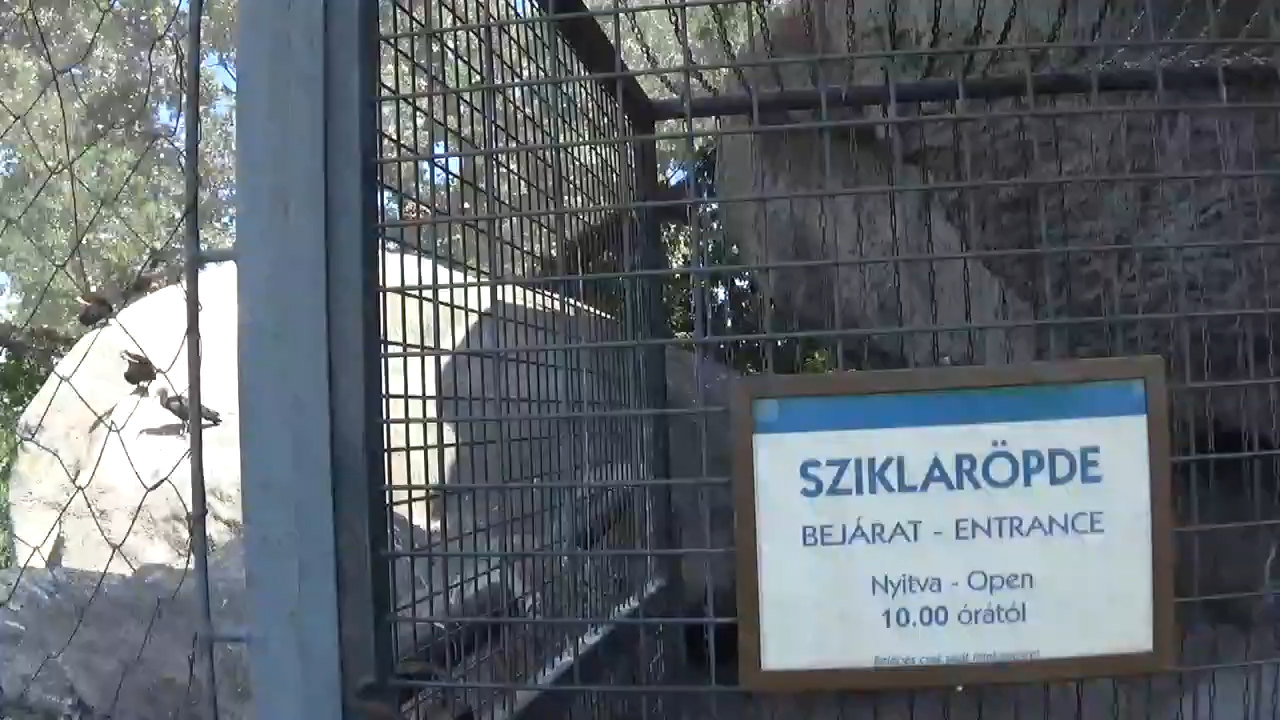 SZIKLARÖPDE
BEJÁRAT - ENTRANCE
Nyitva - Open
10.00 órától